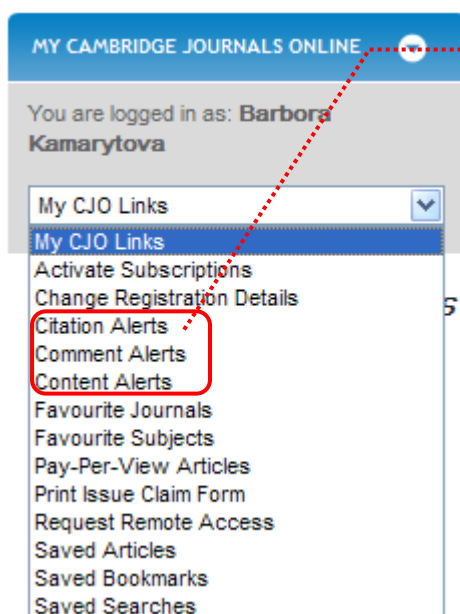 MY CAMBRIDGE JOURNALS ONLINE
You are logged in as: Barbora
Kamarytova
My CJO Links
My CJO Links
Activate Subscriptions
Change Registration Details
s
Citation Alerts
Comment Alerts
Content Alerts
Favourite Journals
Favourite Subjects
Pay-Per-View Articles
Print Issue Claim Form
Request Remote Access
Saved Articles
Saved Bookmarks
Saved Searches